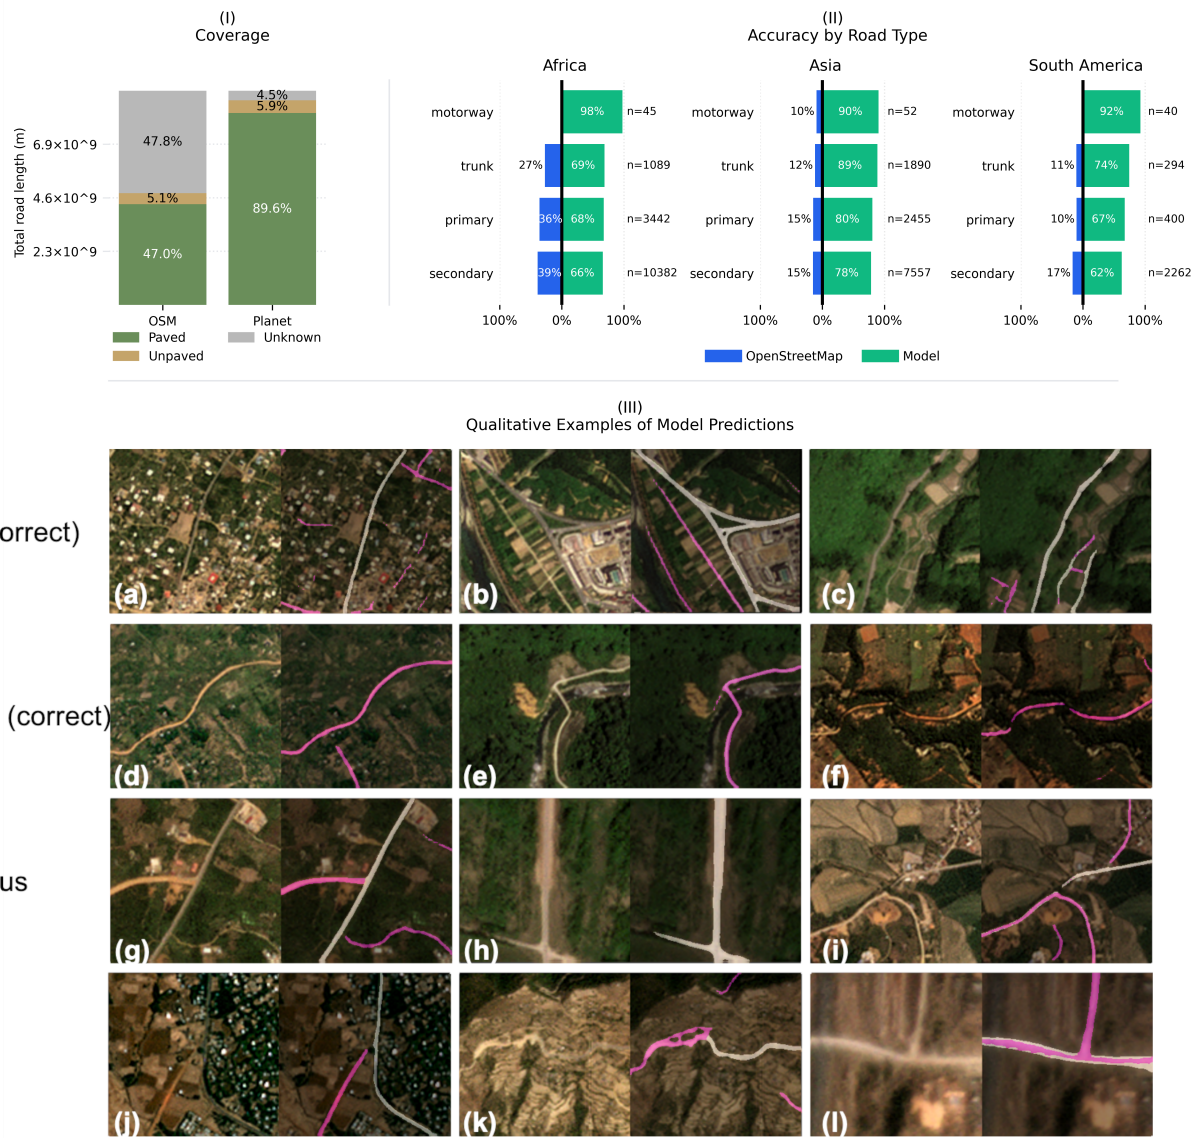 (I)
Coverage
(II)
Accuracy by Road Type
Africa
Asia
South America
Total road length (m)
6.9×10^9
4.6×10^9
2.3×10^9
47.8%
5.1%
47.0%
4.5%
5.9%
89.6%
OSM
Planet
Paved
Unknown
Unpaved
motorway 98% n=45
trunk 27% 69% n=1089
primary 36% 68% n=3442
secondary 39% 66% n=10382
100% 0% 100%
motorway 10% 90% n=52
trunk 12% 89% n=1890
primary 15% 80% n=2455
secondary 15% 78% n=7557
100% 0% 100%
motorway 92% n=40
trunk 11% 74% n=294
primary 10% 67% n=400
secondary 17% 62% n=2262
100% 0% 100%
OpenStreetMap Model
(III)
Qualitative Examples of Model Predictions
orrect)
(a) (b) (c)
(correct)
(d) (e) (f)
us
(g) (h) (i)
(j) (k) (l)